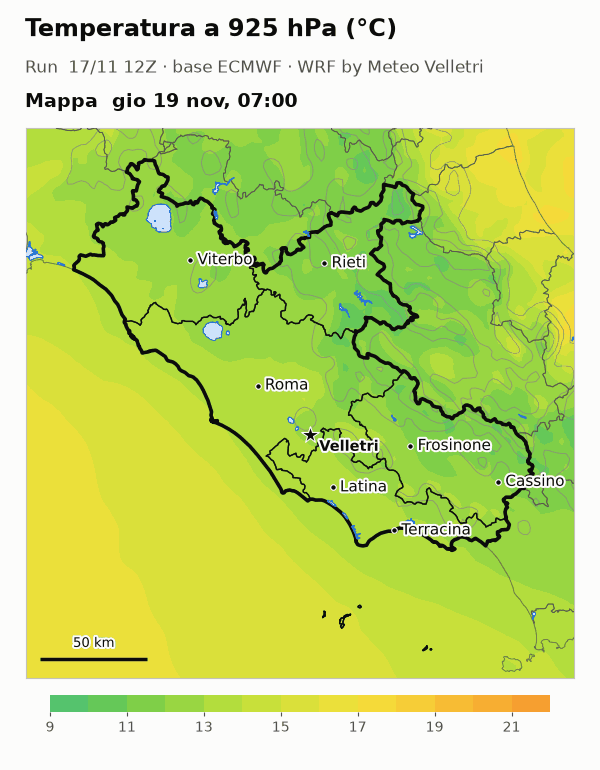 Temperatura a 925 hPa (°C)
Run  17/11 12Z · base ECMWF · WRF by Meteo Velletri
Mappa  gio 19 nov, 07:00
Viterbo
Rieti
Roma
Velletri
Frosinone
Cassino
Latina
Terracina
50 km
9 11 13 15 17 19 21